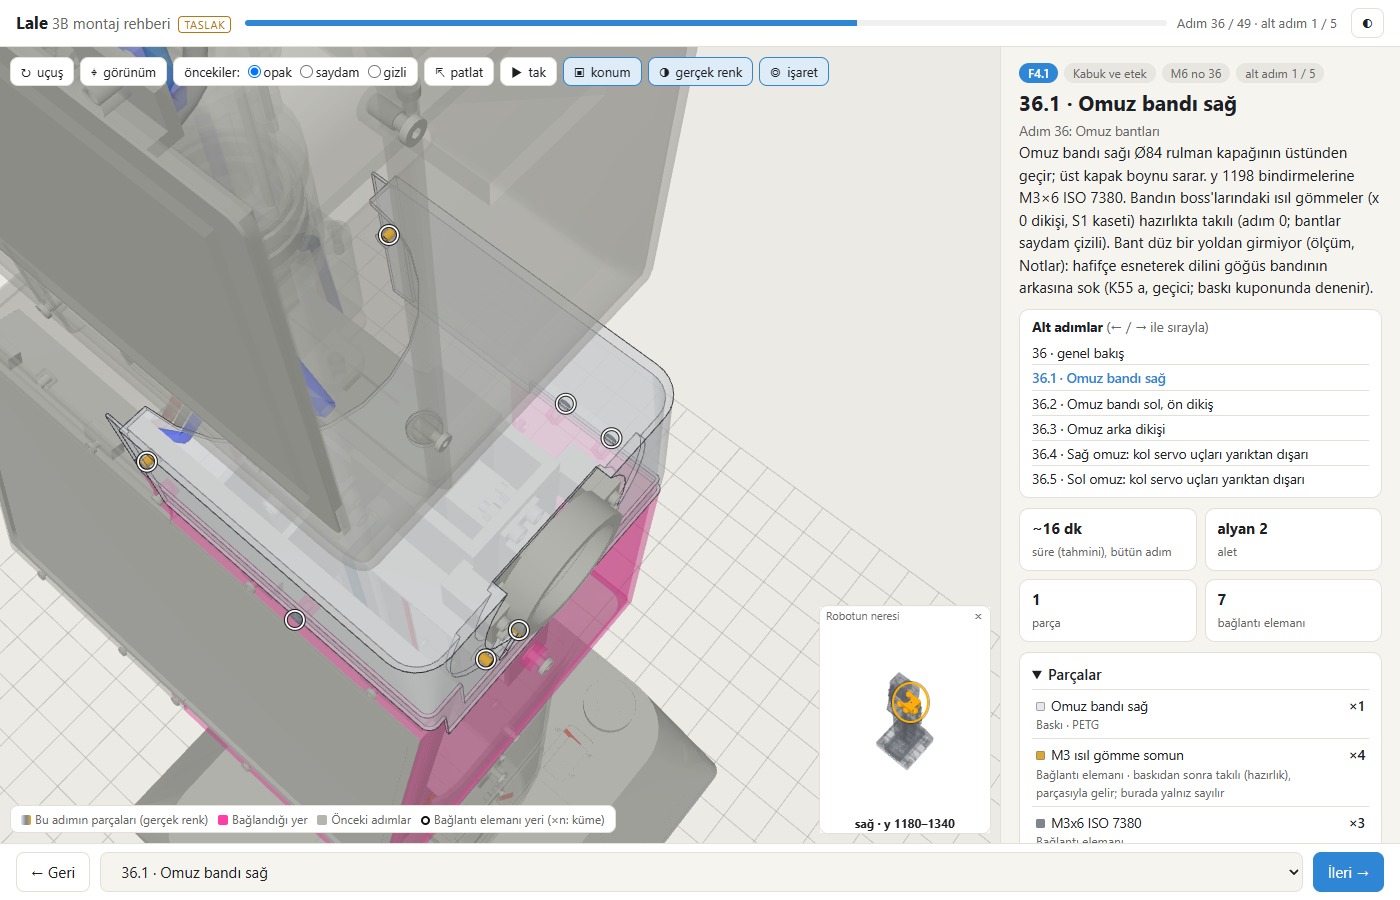 Lale 3B montaj rehberi TASLAK
Adım 36 / 49 · alt adım 1 / 5
↻ uçuş
⌖ görünüm
öncekiler: opak saydam gizli
⇱ patlat
▶ tak
▣ konum
◑ gerçek renk
◎ işaret
F4.1 Kabuk ve etek M6 no 36 alt adım 1 / 5
36.1 · Omuz bandı sağ
Adım 36: Omuz bantları
Omuz bandı sağı Ø84 rulman kapağının üstünden
geçir; üst kapak boynu sarar. y 1198 bindirmelerine
M3×6 ISO 7380. Bandın boss'larındaki ısıl gömmeler (x
0 dikişi, S1 kaseti) hazırlıkta takılı (adım 0; bantlar
saydam çizili). Bant düz bir yoldan girmiyor (ölçüm,
Notlar): hafifçe esneterek dilini göğüs bandının
arkasına sok (K55 a, geçici; baskı kuponunda denenir).
Alt adımlar (← / → ile sırayla)
36 · genel bakış
36.1 · Omuz bandı sağ
36.2 · Omuz bandı sol, ön dikiş
36.3 · Omuz arka dikişi
36.4 · Sağ omuz: kol servo uçları yarıktan dışarı
36.5 · Sol omuz: kol servo uçları yarıktan dışarı
~16 dk
süre (tahmini), bütün adım
alyan 2
alet
1
parça
7
bağlantı elemanı
▼ Parçalar
Omuz bandı sağ ×1
Baskı · PETG
M3 ısıl gömme somun ×4
Bağlantı elemanı · baskıdan sonra takılı (hazırlık),
parçasıyla gelir; burada yalnız sayılır
M3x6 ISO 7380 ×3
Bağlantı elemanı
Robotun neresi ×
sağ · y 1180–1340
Bu adımın parçaları (gerçek renk) Bağlandığı yer Önceki adımlar Bağlantı elemanı yeri (×n: küme)
← Geri
36.1 · Omuz bandı sağ
İleri →